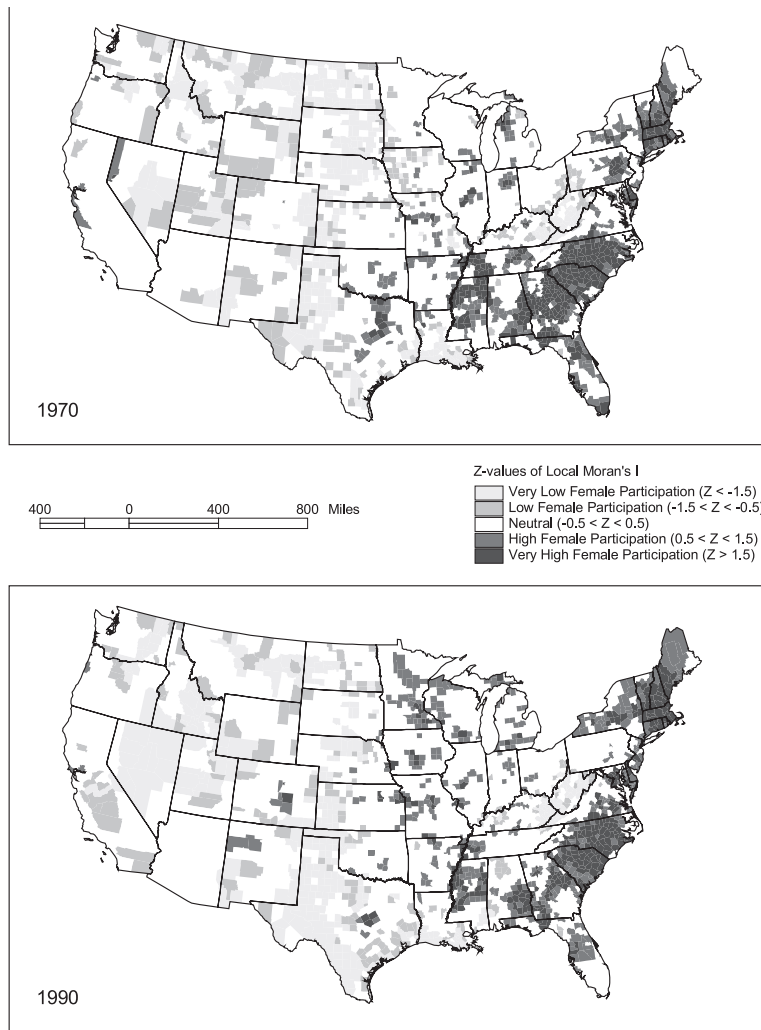 1970
Z-values of Local Moran's I
400 0 400 800 Miles
Very Low Female Participation (Z < -1.5)
Low Female Participation (-1.5 < Z < -0.5)
Neutral (-0.5 < Z < 0.5)
High Female Participation (0.5 < Z < 1.5)
Very High Female Participation (Z > 1.5)
1990